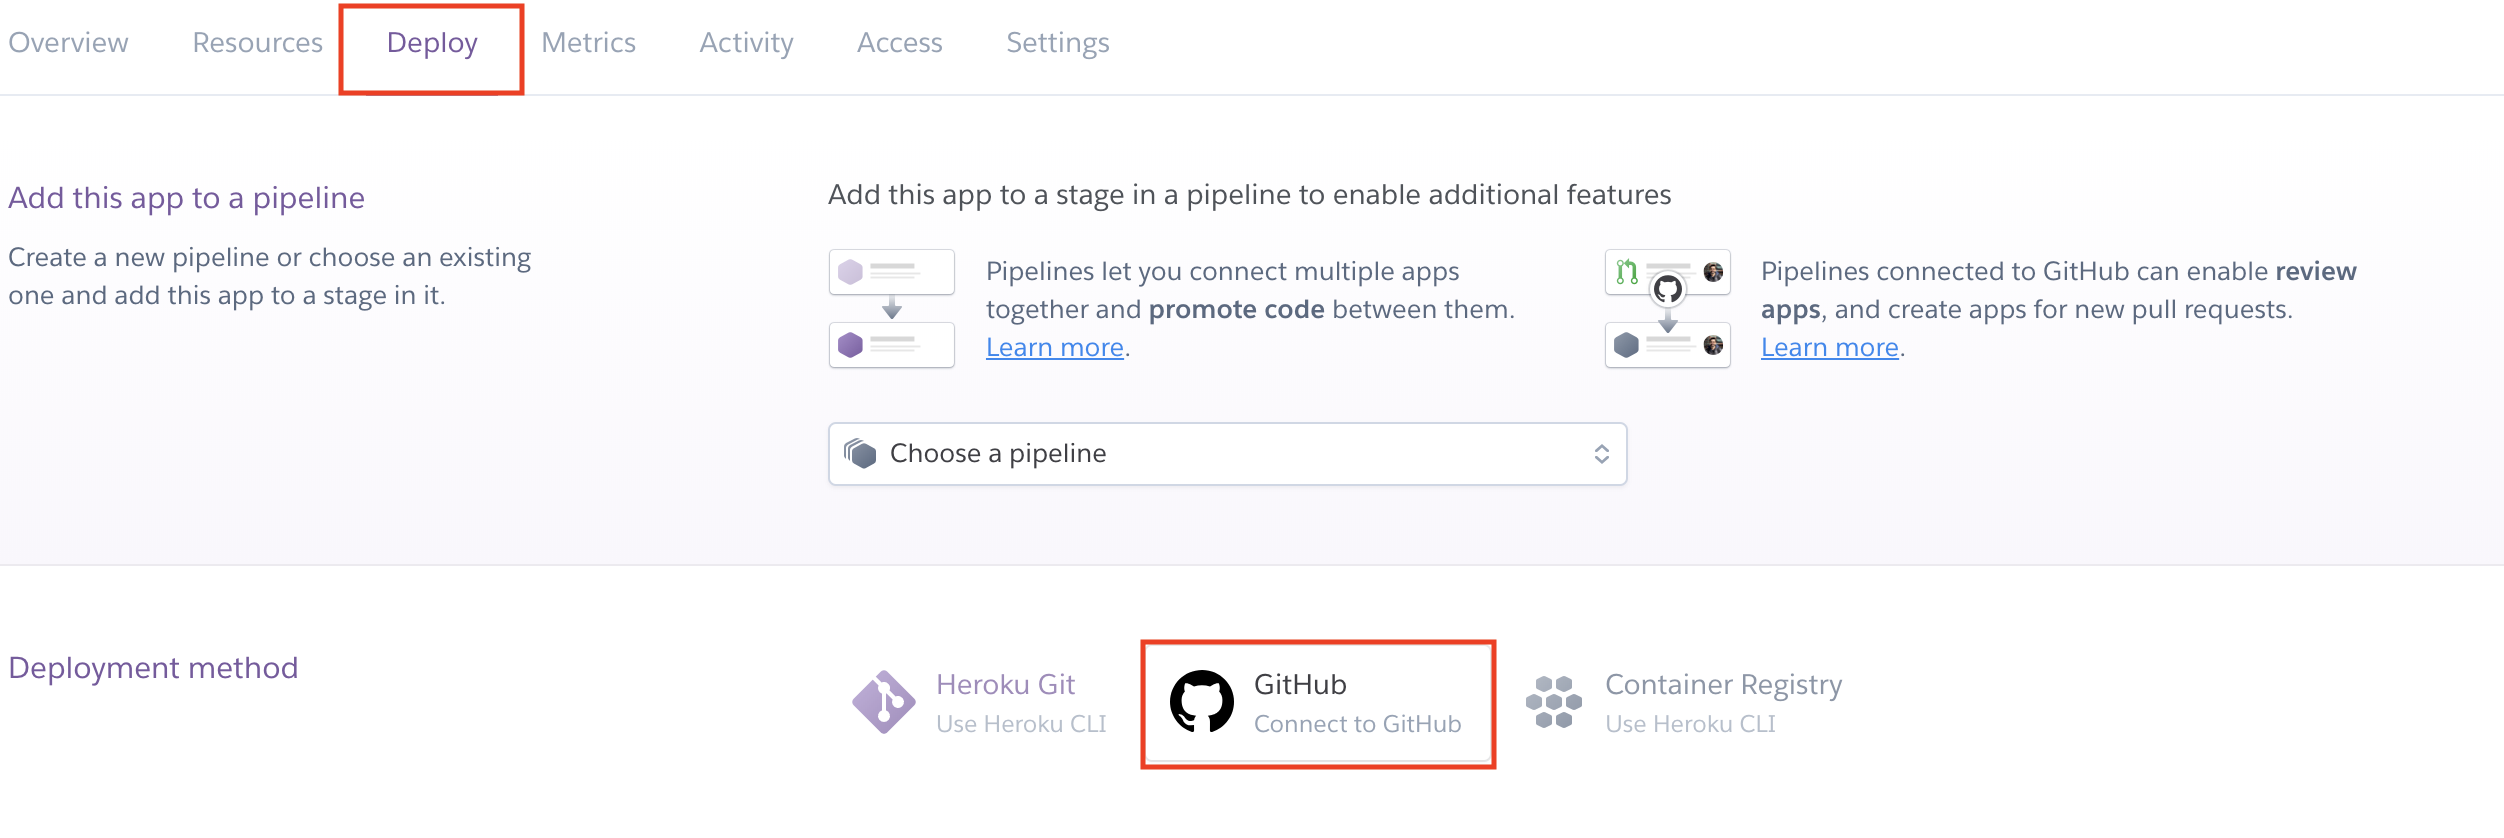 Overview Resources Deploy Metrics Activity Access Settings
Add this app to a pipeline
Create a new pipeline or choose an existing
one and add this app to a stage in it.
Add this app to a stage in a pipeline to enable additional features
Pipelines let you connect multiple apps
together and promote code between them.
Learn more.
Pipelines connected to GitHub can enable review
apps, and create apps for new pull requests.
Learn more.
Choose a pipeline
Deployment method
Heroku Git
Use Heroku CLI
GitHub
Connect to GitHub
Container Registry
Use Heroku CLI